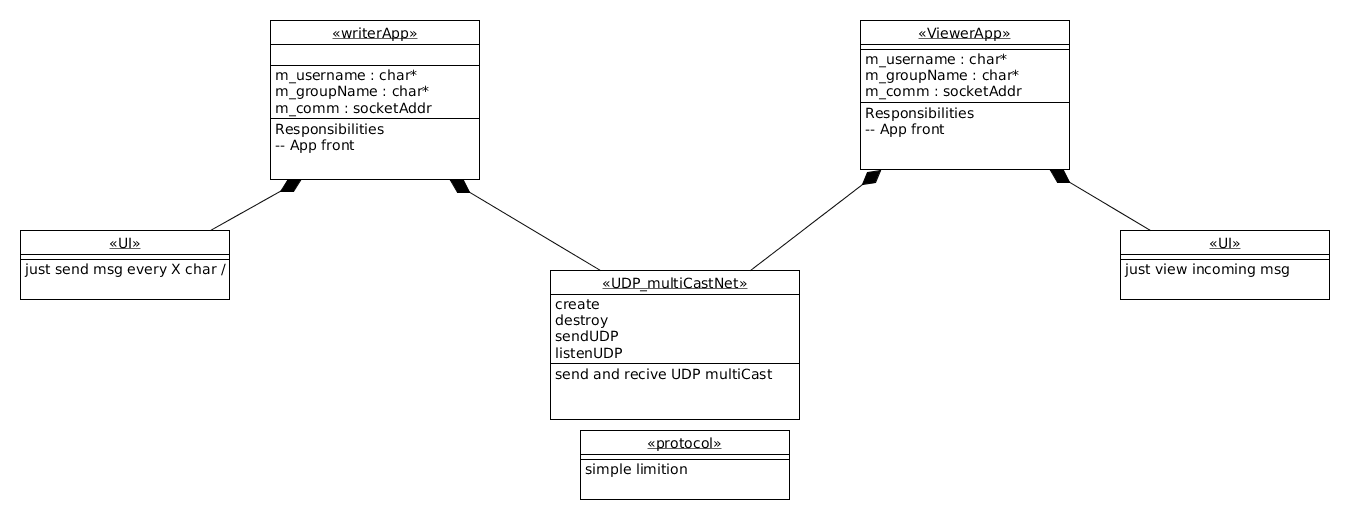 «writerApp»
m_username : char*
m_groupName : char*
m_comm : socketAddr
Responsibilities
-- App front
«ViewerApp»
m_username : char*
m_groupName : char*
m_comm : socketAddr
Responsibilities
-- App front
«UI»
just send msg every X char /
«UDP_multiCastNet»
create
destroy
sendUDP
listenUDP
send and recive UDP multiCast
«UI»
just view incoming msg
«protocol»
simple limition